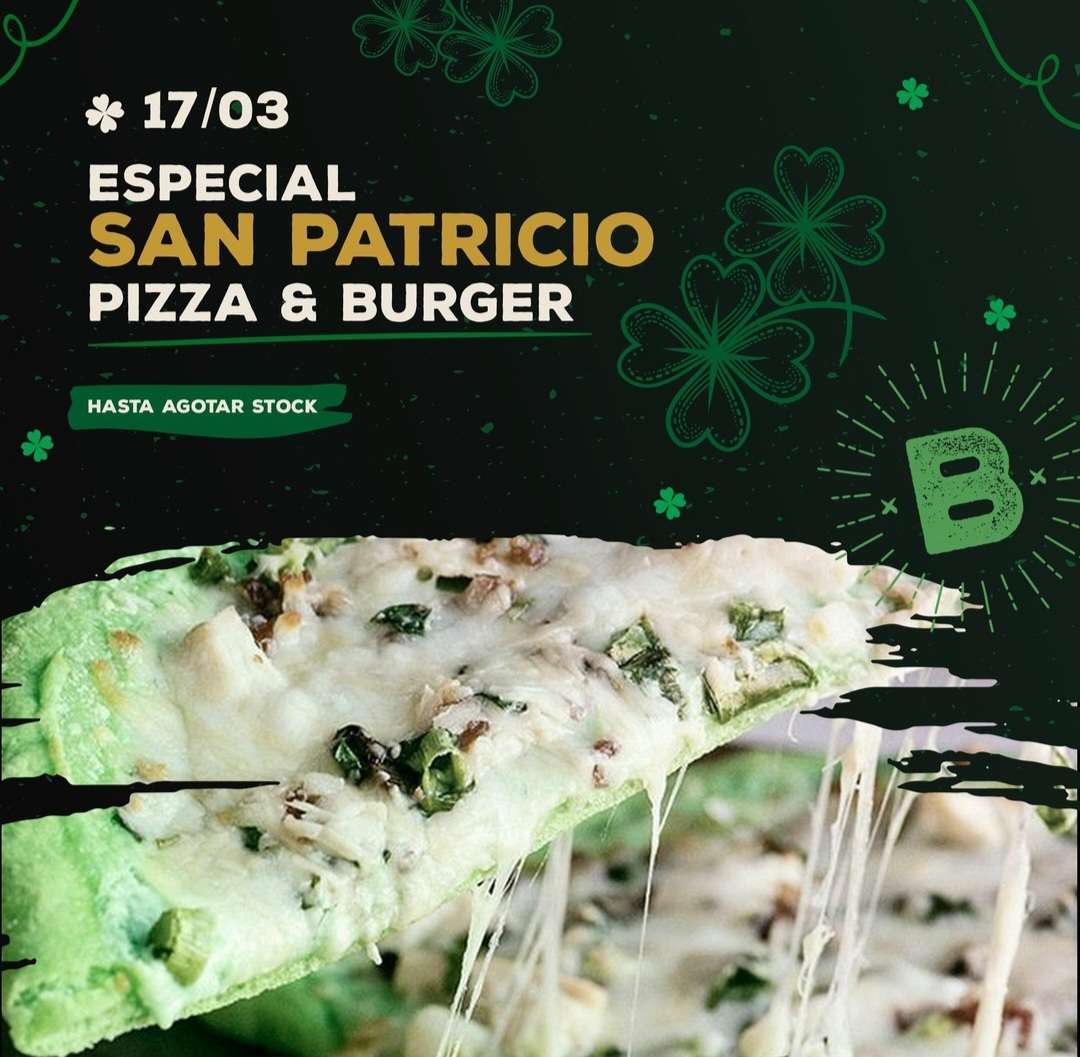 17/03
ESPECIAL
SAN PATRICIO
PIZZA & BURGER
HASTA AGOTAR STOCK
B